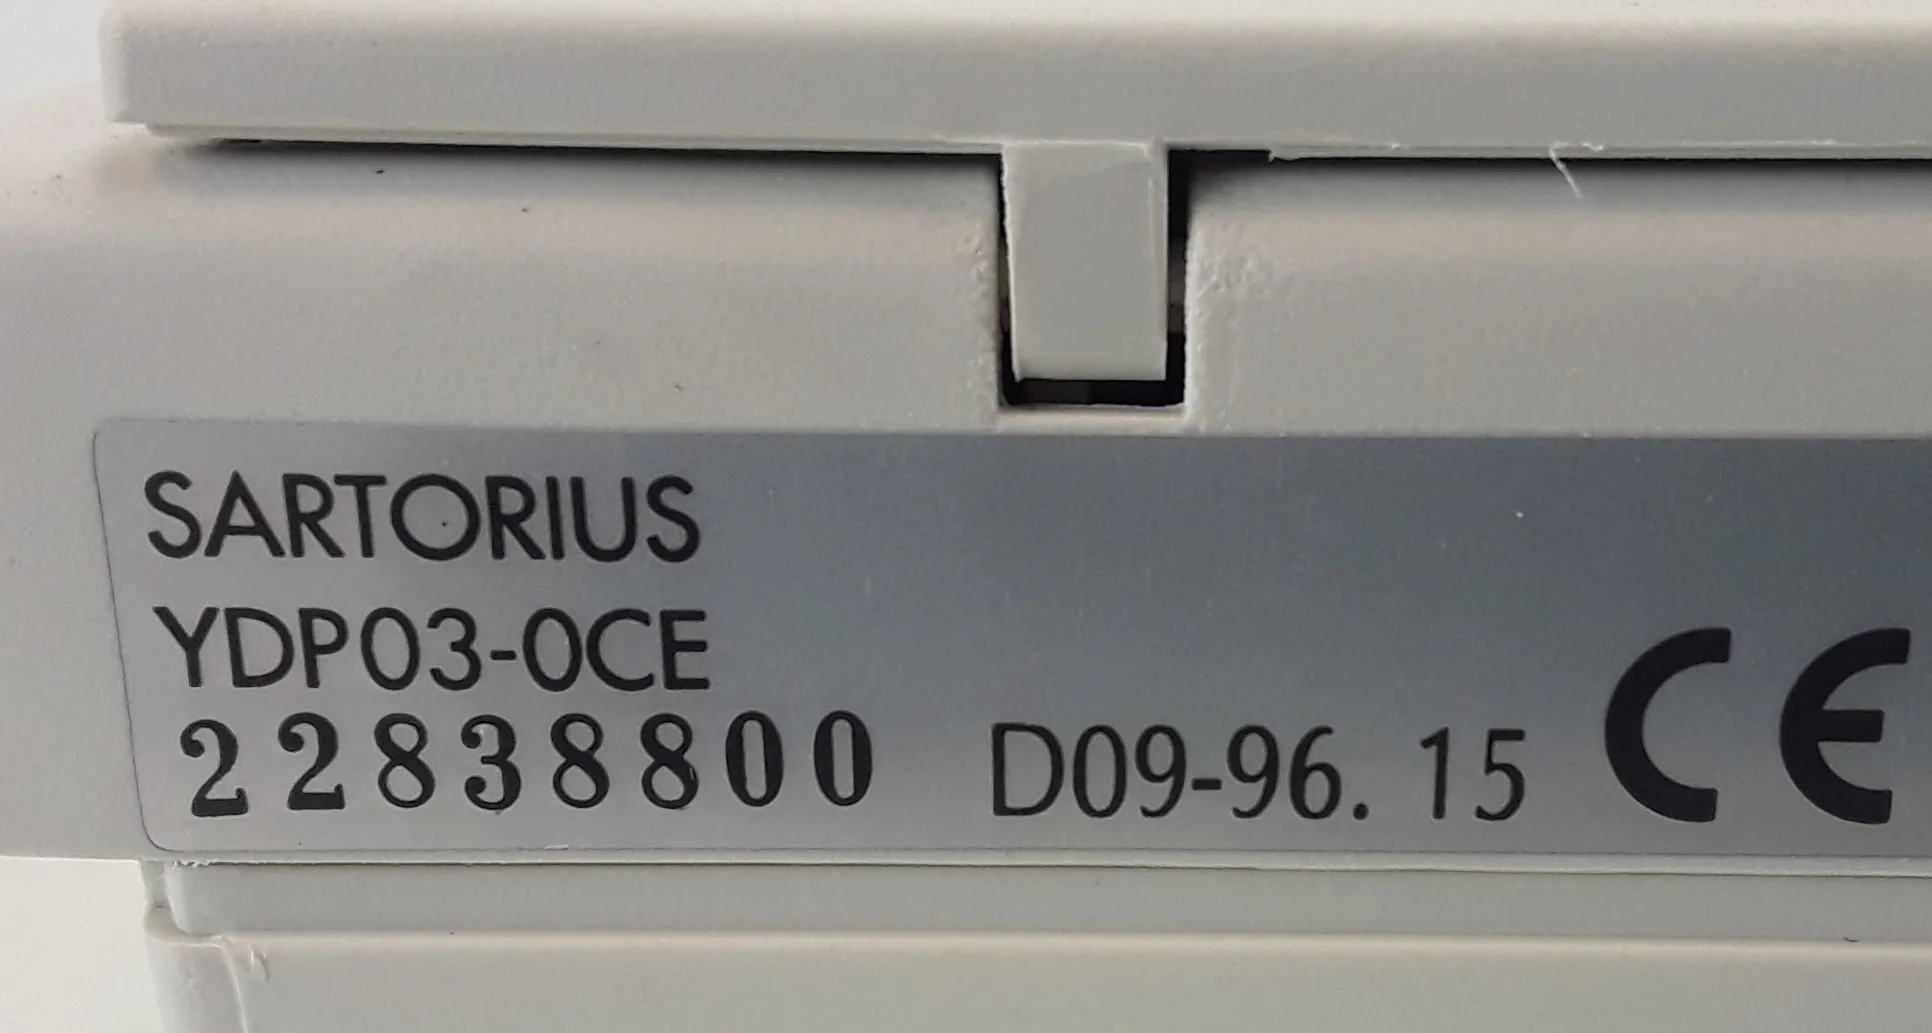 SARTORIUS
YDP03-0CE
22838800 D09-96. 15 CE